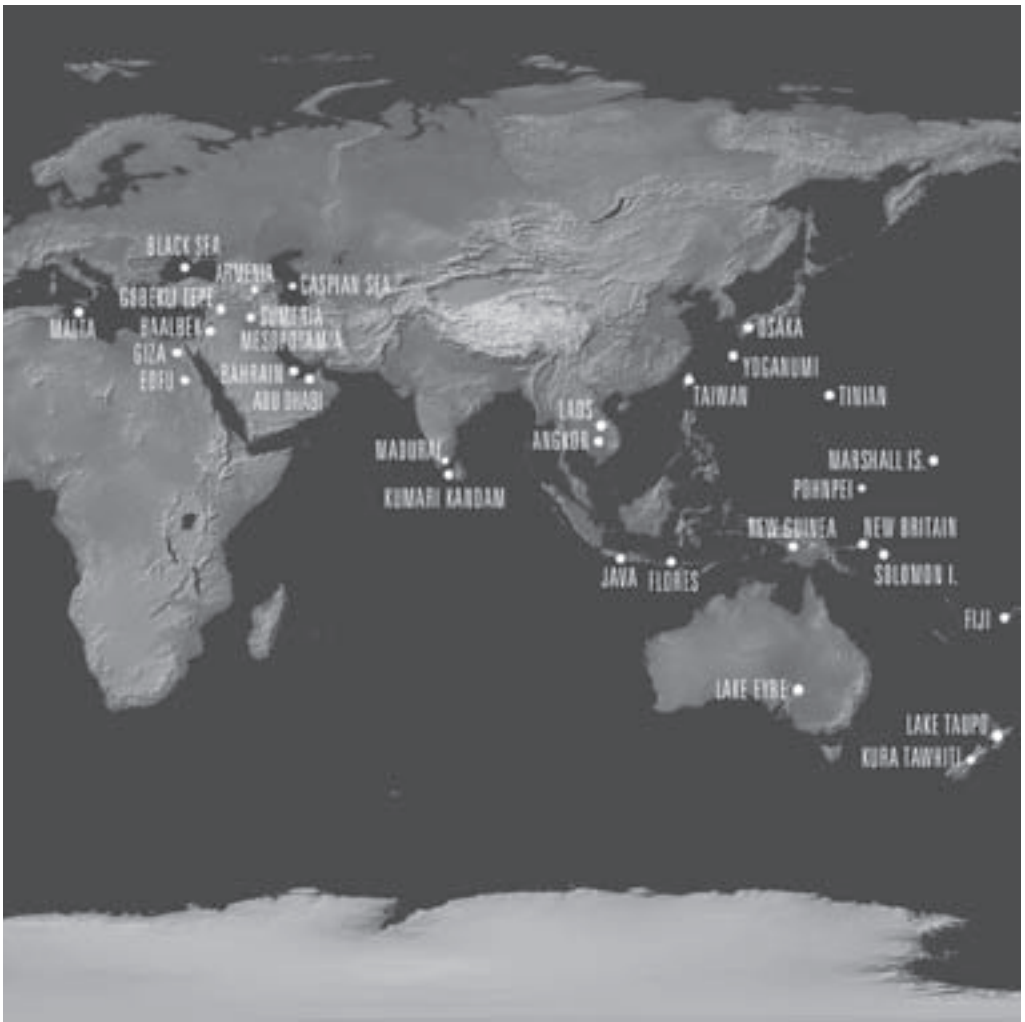 BLACK SEA
ARMENIA
CASPIAN SEA
GOBEKLI TEPE
SUMERIA
MALTA
BAALBEK
MESOPOTAMIA
OSAKA
GIZA
YOGANUMI
BAHRAIN
EDFU
ABU DHABI
TAIWAN
TINIAN
LAOS
ANGKOR
MADURAI
MARSHALL IS.
KUMARI KANDAM
POHNPEI
NEW GUINEA
NEW BRITAIN
JAVA
FLORES
SOLOMON I.
FIJI
LAKE EYRE
LAKE TAUPO
KURA TAWHITI